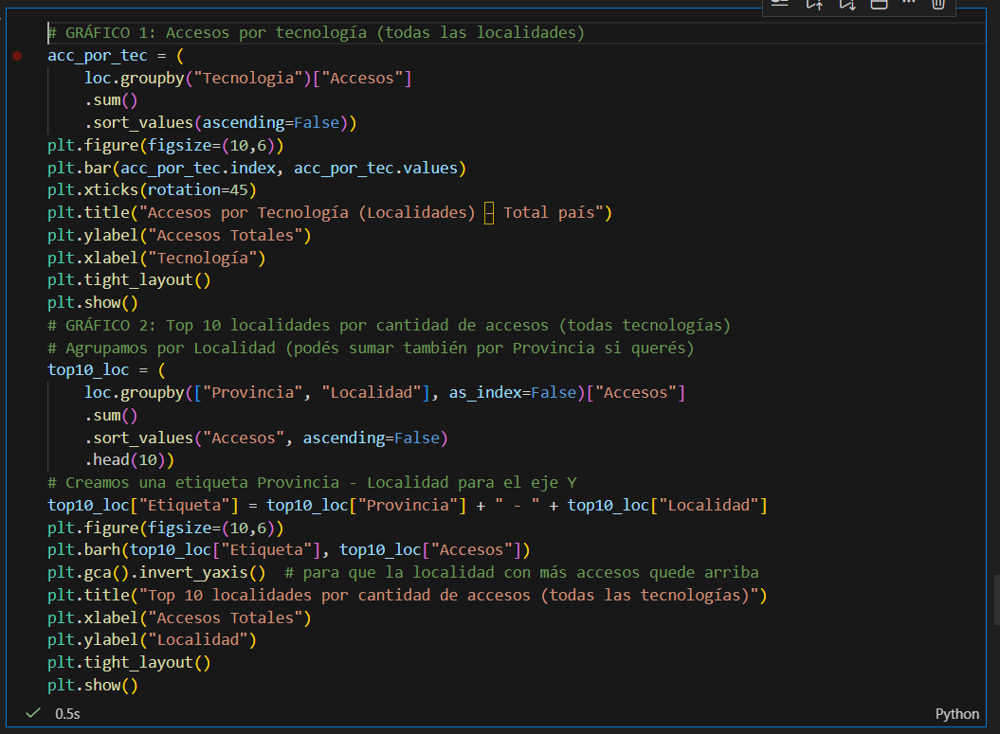 # GRÁFICO 1: Accesos por tecnología (todas las localidades)
acc_por_tec = (
    loc.groupby("Tecnologia")["Accesos"]
    .sum()
    .sort_values(ascending=False))
plt.figure(figsize=(10,6))
plt.bar(acc_por_tec.index, acc_por_tec.values)
plt.xticks(rotation=45)
plt.title("Accesos por Tecnología (Localidades) – Total país")
plt.ylabel("Accesos Totales")
plt.xlabel("Tecnología")
plt.tight_layout()
plt.show()
# GRÁFICO 2: Top 10 localidades por cantidad de accesos (todas tecnologías)
# Agrupamos por Localidad (podés sumar también por Provincia si querés)
top10_loc = (
    loc.groupby(["Provincia", "Localidad"], as_index=False)["Accesos"]
    .sum()
    .sort_values("Accesos", ascending=False)
    .head(10))
# Creamos una etiqueta Provincia - Localidad para el eje Y
top10_loc["Etiqueta"] = top10_loc["Provincia"] + " - " + top10_loc["Localidad"]
plt.figure(figsize=(10,6))
plt.barh(top10_loc["Etiqueta"], top10_loc["Accesos"])
plt.gca().invert_yaxis()  # para que la localidad con más accesos quede arriba
plt.title("Top 10 localidades por cantidad de accesos (todas las tecnologías)")
plt.xlabel("Accesos Totales")
plt.ylabel("Localidad")
plt.tight_layout()
plt.show()
0.5s
Python